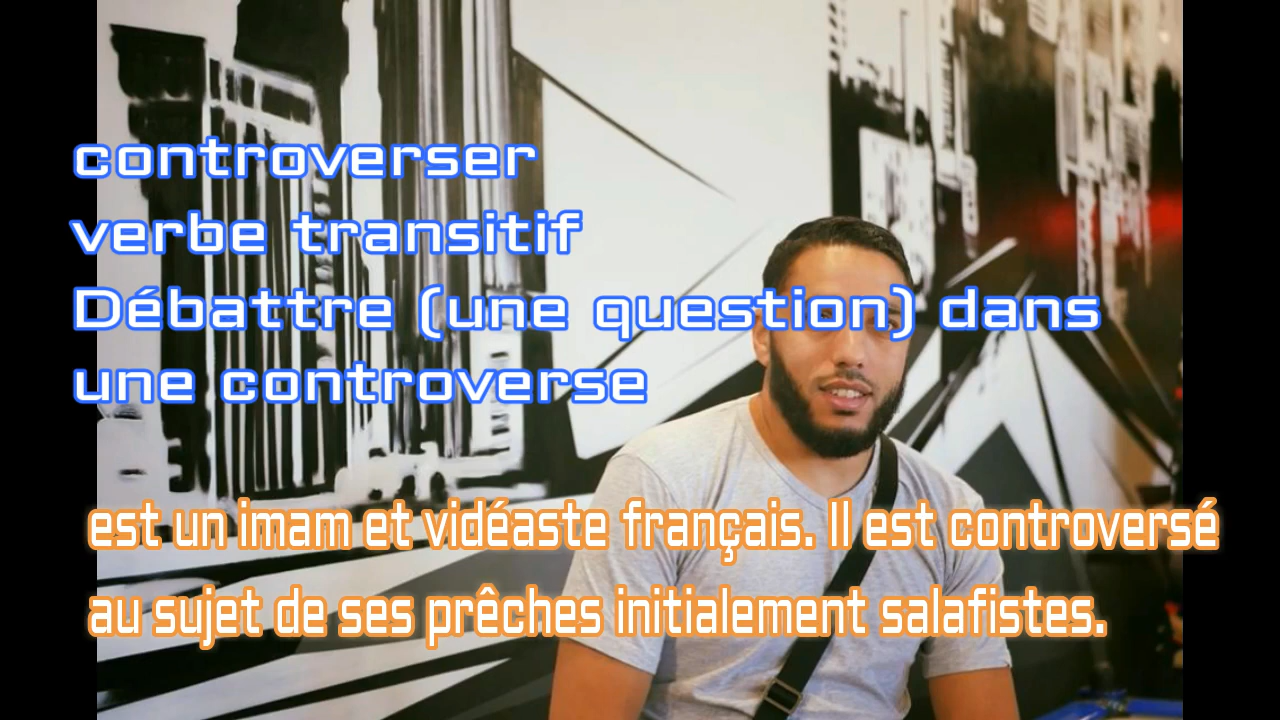 controverser
verbe transitif
Débattre (une question) dans
une controverse
est un imam et vidéaste français. Il est controversé
au sujet de ses prêches initialement salafistes.